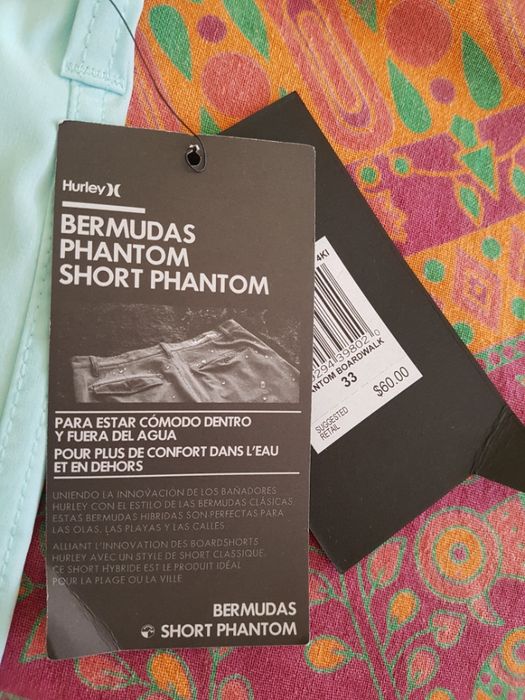 Hurley
BERMUDAS
PHANTOM
SHORT PHANTOM
PARA ESTAR CÓMODO DENTRO
Y FUERA DEL AGUA
POUR PLUS DE CONFORT DANS L'EAU
ET EN DEHORS
UNIENDO LA INNOVACIÓN DE LOS BAÑADORES
HURLEY CON EL ESTILO DE LAS BERMUDAS CLÁSICAS
ESTAS BERMUDAS HÍBRIDAS SON PERFECTAS PARA
LAS OLAS, LAS PLAYAS Y LAS CALLES
ALLIANT L'INNOVATION DES BOARDSHORTS
HURLEY AVEC UN STYLE DE SHORT CLASSIQUE,
CE SHORT HYBRIDE EST LE PRODUIT IDÉAL
POUR LA PLAGE OU LA VILLE
BERMUDAS
SHORT PHANTOM
4KI
294398020
ANTOM BOARDWALK
33
SUGGESTED
RETAIL
$60.00